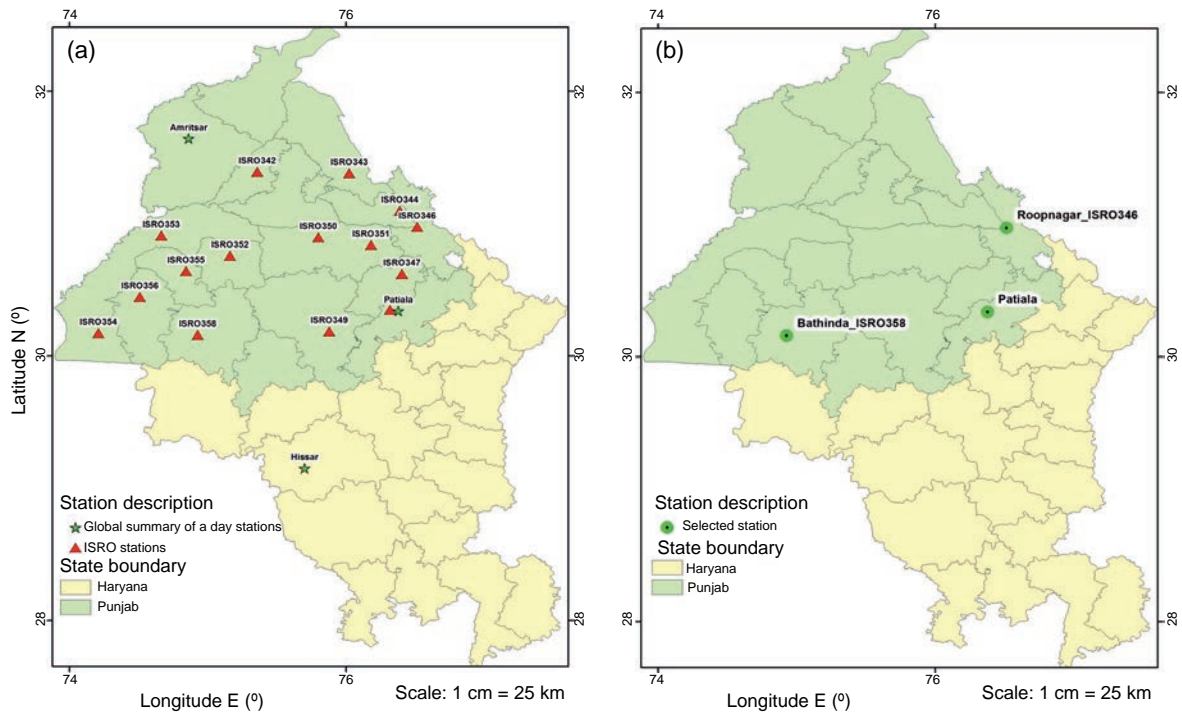 74
76
(a)
32
32
Amritsar
ISRO342
ISRO343
ISRO344
ISRO346
ISRO353
ISRO350
ISRO351
ISRO352
ISRO355
ISRO347
ISRO356
Patiala
ISRO354
ISRO358
ISRO349
30
30
Latitude N (º)
Hissar
Station description
Global summary of a day stations
ISRO stations
State boundary
Haryana
Punjab
28
28
74
76
Longitude E (º)
Scale: 1 cm = 25 km
74
76
(b)
32
32
Roopnagar_ISRO346
Patiala
Bathinda_ISRO358
30
30
Station description
Selected station
State boundary
Haryana
Punjab
28
28
74
76
Longitude E (º)
Scale: 1 cm = 25 km